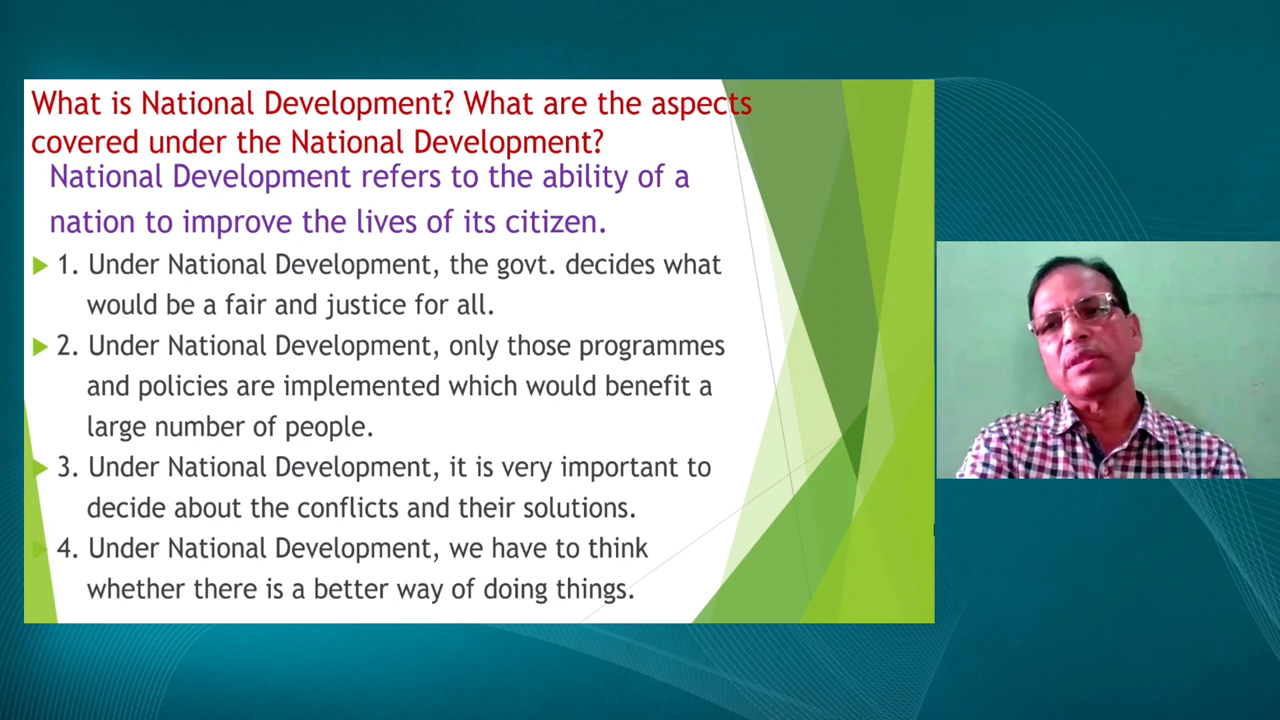 What is National Development? What are the aspects
covered under the National Development?
National Development refers to the ability of a
nation to improve the lives of its citizen.
1. Under National Development, the govt. decides what
would be a fair and justice for all.
2. Under National Development, only those programmes
and policies are implemented which would benefit a
large number of people.
3. Under National Development, it is very important to
decide about the conflicts and their solutions.
4. Under National Development, we have to think
whether there is a better way of doing things.